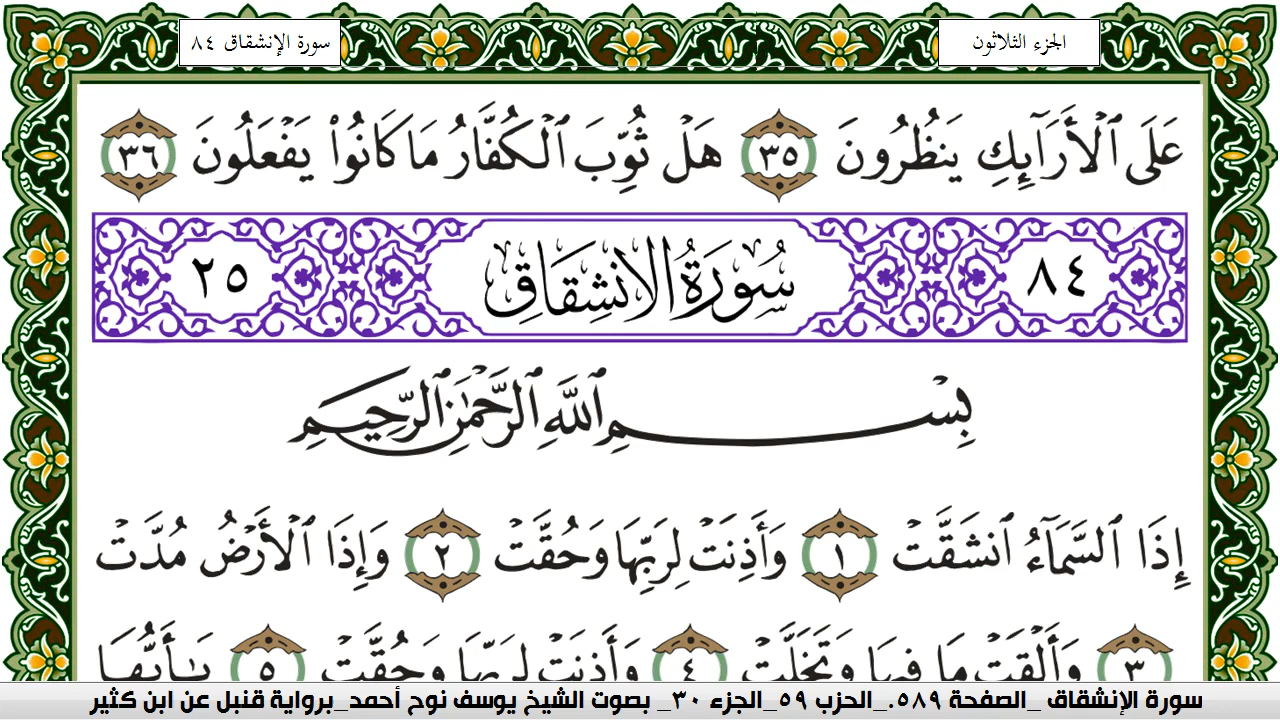 الجزء الثلاثون
سورة الإنشقاق ٨٤
عَلَى ٱلْأَرَآئِكِ يَنظُرُونَ ٣٥ هَلْ ثُوِّبَ ٱلْكُفَّارُ مَا كَانُوا۟ يَفْعَلُونَ ٣٦
٨٤ سُورَةُ الانشِقَاقِ ٢٥
بِسْمِ ٱللَّهِ ٱلرَّحْمَٰنِ ٱلرَّحِيمِ
إِذَا ٱلسَّمَآءُ ٱنشَقَّتْ ١ وَأَذِنَتْ لِرَبِّهَا وَحُقَّتْ ٢ وَإِذَا ٱلْأَرْضُ مُدَّتْ
٣ وَأَلْقَتْ مَا فِيهَا وَتَخَلَّتْ ٤ وَأَذِنَتْ لِرَبِّهَا وَحُقَّتْ ٥ يَٰٓأَيُّهَا
سورة الإنشقاق _الصفحة ٥٨٩._الحزب ٥٩_الجزء ٣٠_ بصوت الشيخ يوسف نوح أحمد_برواية قنبل عن ابن كثير